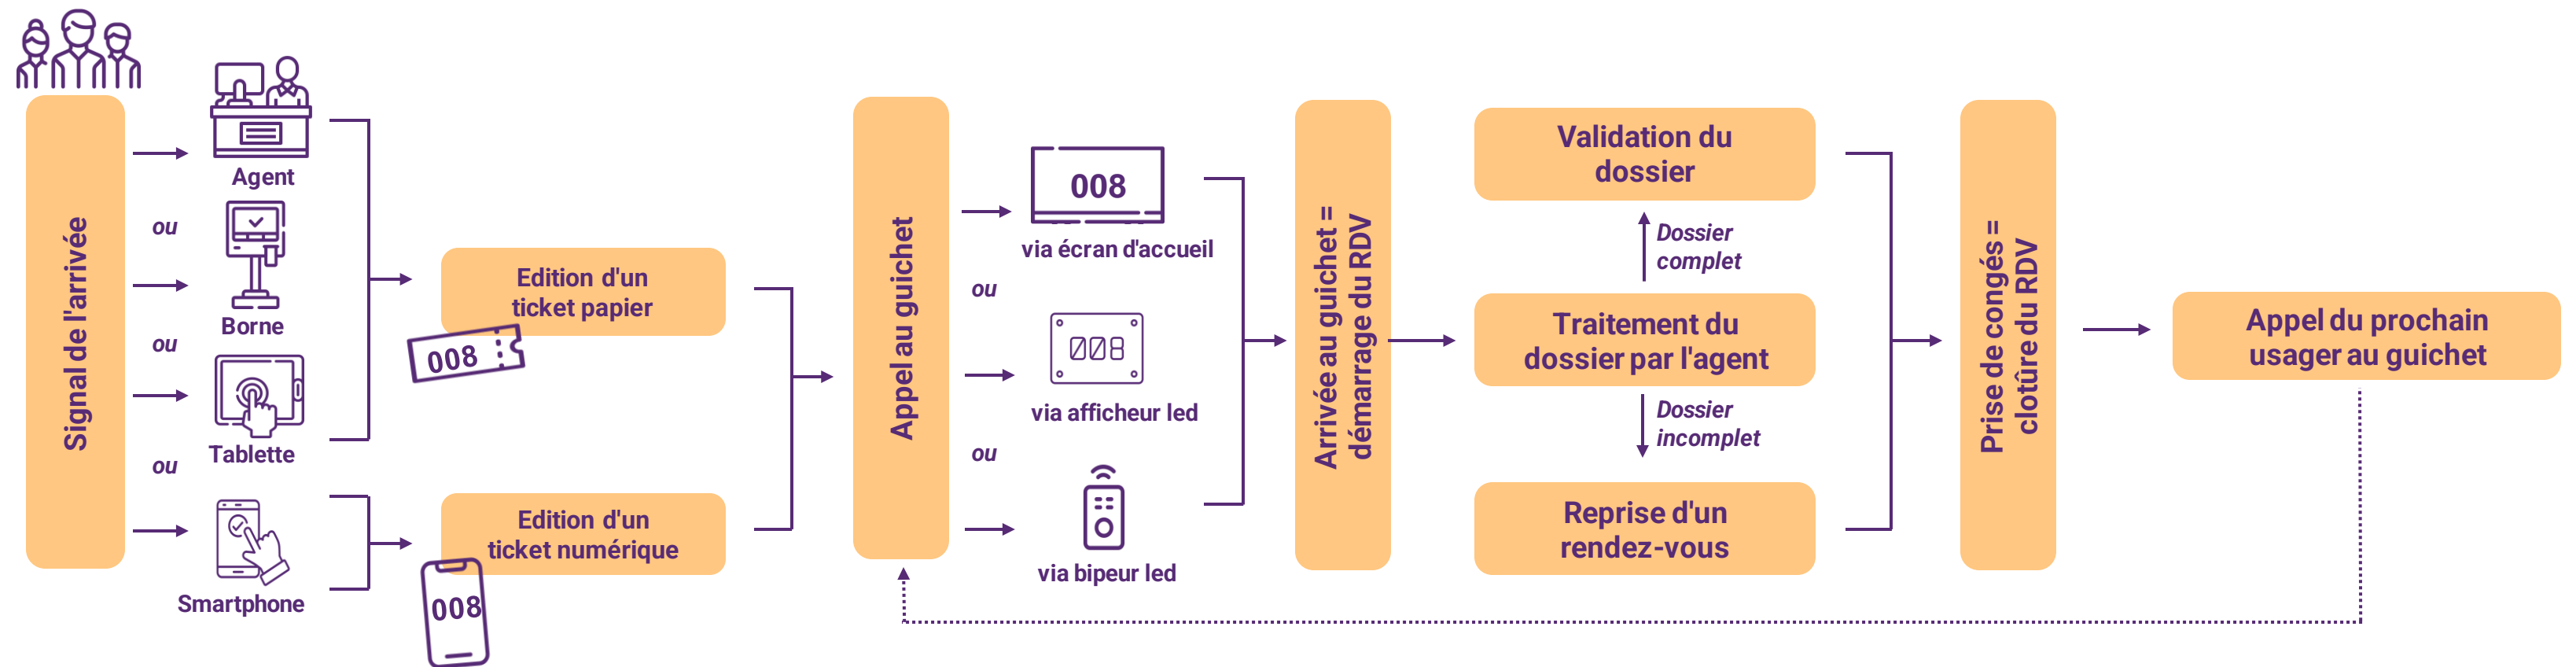 Signal de l'arrivée
Agent
ou
Borne
ou
Tablette
ou
Smartphone
Edition d'un
ticket papier
008
Edition d'un
ticket numérique
008
Appel au guichet
008
via écran d'accueil
ou
008
via afficheur led
ou
via bipeur led
Arrivée au guichet =
démarrage du RDV
Validation du
dossier
Dossier
complet
Traitement du
dossier par l'agent
Dossier
incomplet
Reprise d'un
rendez-vous
Prise de congés =
clotûre du RDV
Appel du prochain
usager au guichet